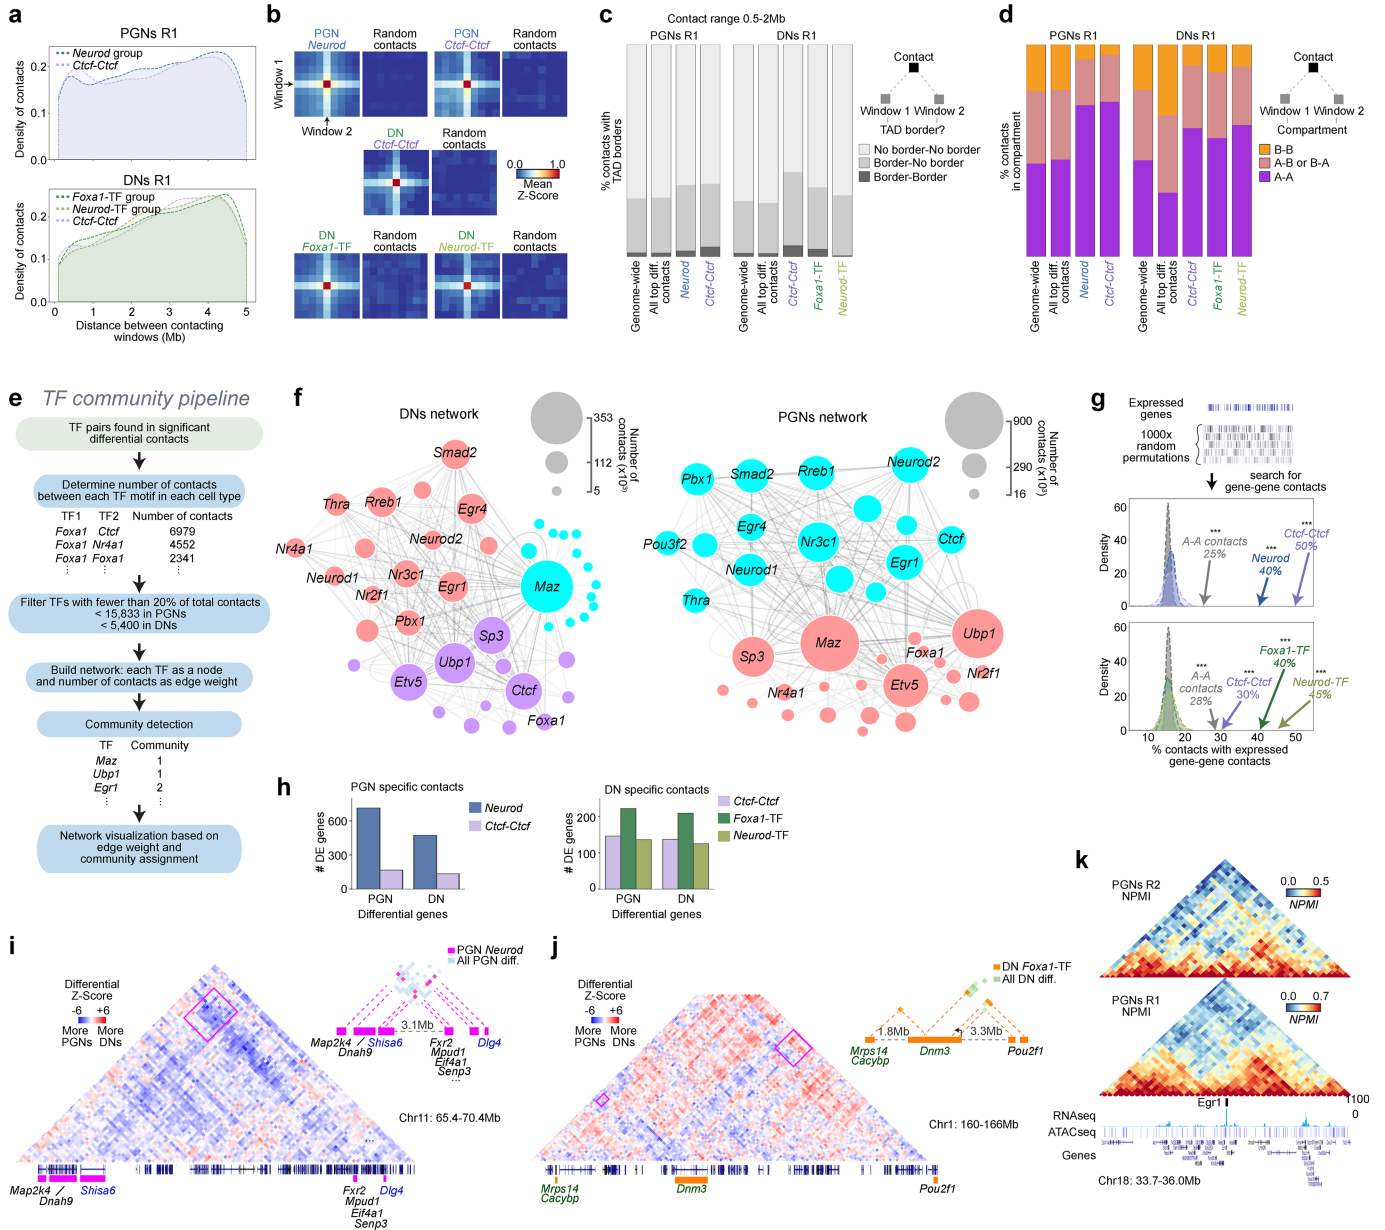 a
PGNs R1
Density of contacts
0.2
0.1
0.0
Neurod group
Ctcf-Ctcf
DNs R1
Density of contacts
0.2
0.1
0.0
Foxa1-TF group
Neurod-TF group
Ctcf-Ctcf
0 1 2 3 4 5
Distance between contacting
windows (Mb)
b
PGN
Neurod
Random
contacts
PGN
Ctcf-Ctcf
Random
contacts
Window 1
Window 2
DN
Ctcf-Ctcf
Random
contacts
0.0 1.0
Mean
Z-Score
DN
Foxa1-TF
Random
contacts
DN
Neurod-TF
Random
contacts
c
Contact range 0.5-2Mb
PGNs R1
DNs R1
% contacts with
TAD borders
Genome-wide
All top diff.
contacts
Neurod
Ctcf-Ctcf
Genome-wide
All top diff.
contacts
Ctcf-Ctcf
Foxa1-TF
Neurod-TF
Contact
Window 1 Window 2
TAD border?
No border-No border
Border-No border
Border-Border
d
PGNs R1
DNs R1
% contacts
in compartment
Genome-wide
All top diff.
contacts
Neurod
Ctcf-Ctcf
Genome-wide
All top diff.
contacts
Ctcf-Ctcf
Foxa1-TF
Neurod-TF
Contact
Window 1 Window 2
Compartment
B-B
A-B or B-A
A-A
e
TF community pipeline
TF pairs found in significant
differential contacts
Determine number of contacts
between each TF motif in each cell type
TF1 TF2 Number of contacts
Foxa1 Ctcf 6979
Foxa1 Nr4a1 4552
Foxa1 Foxa1 2341
⋮ ⋮ ⋮
Filter TFs with fewer than 20% of total contacts
< 15,833 in PGNs
< 5,400 in DNs
Build network: each TF as a node
and number of contacts as edge weight
Community detection
TF Community
Maz 1
Ubp1 1
Egr1 2
⋮ ⋮
Network visualization based on
edge weight and
community assignment
f
DNs network
353
112
5
Number of
contacts (x10³)
Smad2
Thra
Rreb1
Egr4
Nr4a1
Neurod2
Neurod1
Nr3c1
Nr2f1
Egr1
Maz
Pbx1
Sp3
Ubp1
Etv5
Ctcf
Foxa1
PGNs network
900
290
16
Number of
contacts (x10³)
Pbx1
Smad2
Rreb1
Neurod2
Pou3f2
Egr4
Nr3c1
Ctcf
Neurod1
Egr1
Thra
Maz
Ubp1
Sp3
Foxa1
Nr4a1
Etv5
Nr2f1
g
Expressed
genes
1000x
random
permutations
search for
gene-gene contacts
Density
60
40
20
0
***
A-A contacts
25%
***
Neurod
40%
***
Ctcf-Ctcf
50%
Density
60
40
20
0
***
A-A
contacts
28%
***
Ctcf-Ctcf
30%
***
Foxa1-TF
40%
***
Neurod-TF
45%
10 20 30 40 50
% contacts with expressed
gene-gene contacts
h
PGN specific contacts
# DE genes
600
300
0
PGN DN
Differential genes
Neurod
Ctcf-Ctcf
DN specific contacts
# DE genes
200
100
0
PGN DN
Differential genes
Ctcf-Ctcf
Foxa1-TF
Neurod-TF
i
Differential
Z-Score
-6 +6
More
PGNs
More
DNs
PGN Neurod
All PGN diff.
3.1Mb
Map2k4
Dnah9
Shisa6
Fxr2
Mpud1
Eif4a1
Senp3
...
Dlg4
Chr11: 65.4-70.4Mb
...
Map2k4
Dnah9
Shisa6
Fxr2
Mpud1
Eif4a1
Senp3
Dlg4
j
Differential
Z-Score
-6 +6
More
PGNs
More
DNs
DN Foxa1-TF
All DN diff.
1.8Mb
3.3Mb
Mrps14
Cacybp
Dnm3
Pou2f1
Chr1: 160-166Mb
Mrps14
Cacybp
Dnm3
Pou2f1
k
PGNs R2
NPMI
0.0 0.5
NPMI
PGNs R1
NPMI
0.0 0.7
NPMI
Egr1
1100
0
RNAseq
ATACseq
Genes
Chr18: 33.7-36.0Mb